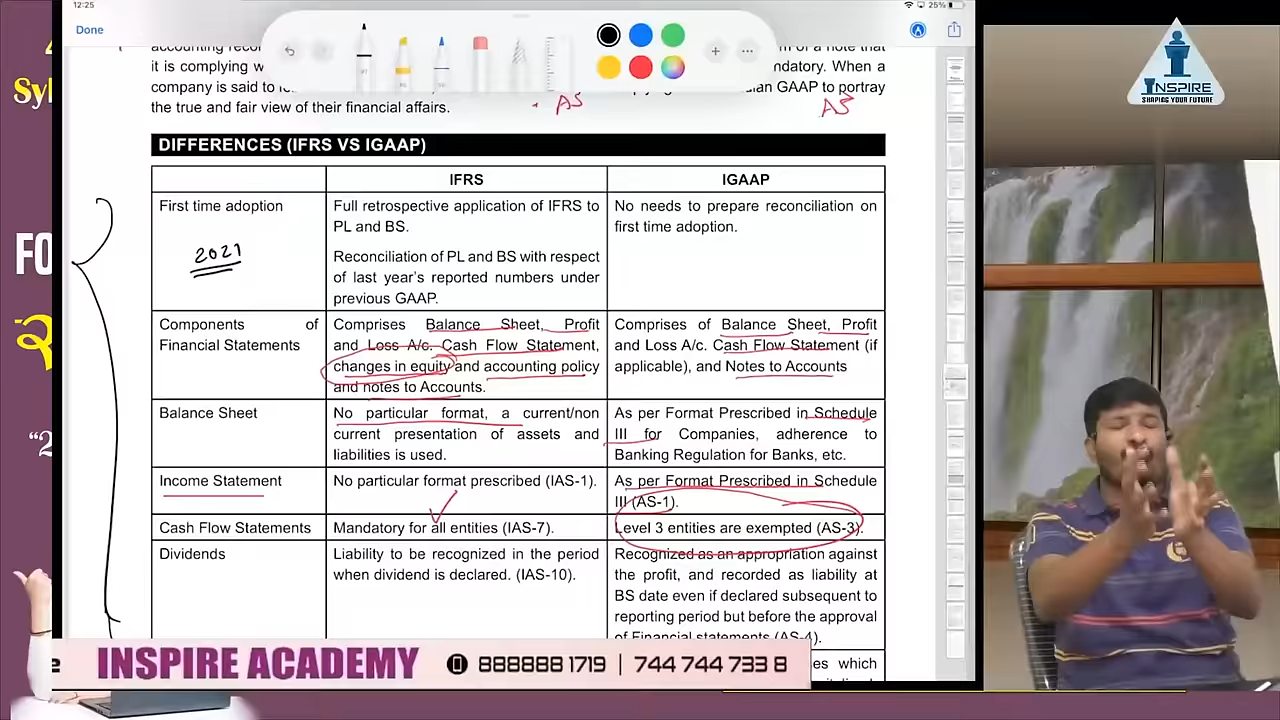 12:25
25%
Done
INSPIRE
SHAPING YOUR FUTURE
4
Syl
FO
"2
it is complying w
ndatory. When a
company is said to
ian GAAP to portray
the true and fair view of their financial affairs.
AS
AS
DIFFERENCES (IFRS VS IGAAP)
IFRS
IGAAP
First time adoption
2021
Full retrospective application of IFRS to
PL and BS.
Reconciliation of PL and BS with respect
of last year's reported numbers under
previous GAAP.
No needs to prepare reconciliation on
first time adoption.
Components of
Financial Statements
Comprises Balance Sheet, Profit
and Loss A/c. Cash Flow Statement,
changes in equity and accounting policy
and notes to Accounts.
Comprises of Balance Sheet, Profit
and Loss A/c. Cash Flow Statement (if
applicable), and Notes to Accounts
Balance Sheet
No particular format, a current/non
current presentation of assets and
liabilities is used.
As per Format Prescribed in Schedule
III for Companies, adherence to
Banking Regulation for Banks, etc.
Income Statement
No particular format prescribed (IAS-1).
As per Format Prescribed in Schedule
III (AS-1).
Cash Flow Statements
Mandatory for all entities (IAS-7).
Level 3 entities are exempted (AS-3).
Dividends
Liability to be recognized in the period
when dividend is declared. (IAS-10).
Recognized as an appropriation against
the profit, and recorded as liability at
BS date even if declared subsequent to
reporting period but before the approval
of Financial statements (AS-4).
es which
INSPIRE ACADEMY
888888 1719 | 744 744 733 8